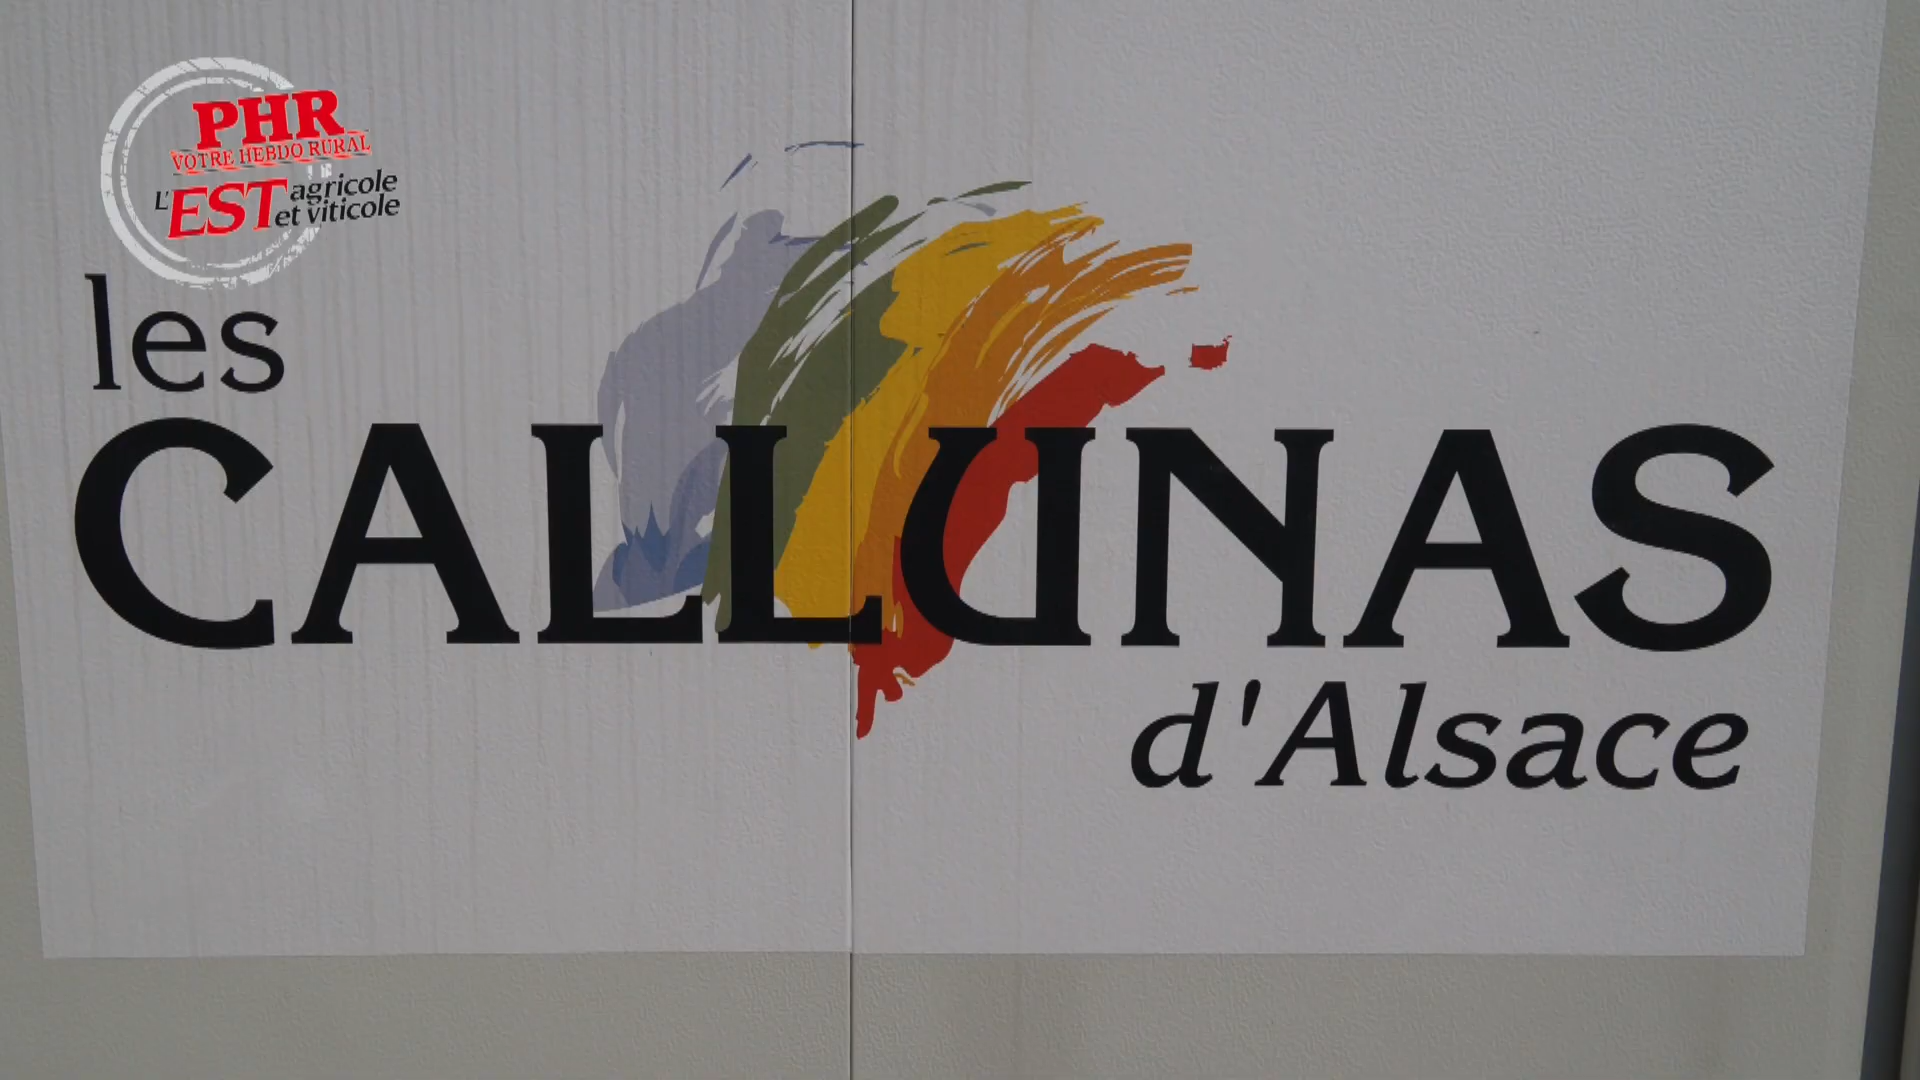 PHR
VOTRE HEBDO RURAL
L'EST agricole
et viticole
les
CALLUNAS
d'Alsace